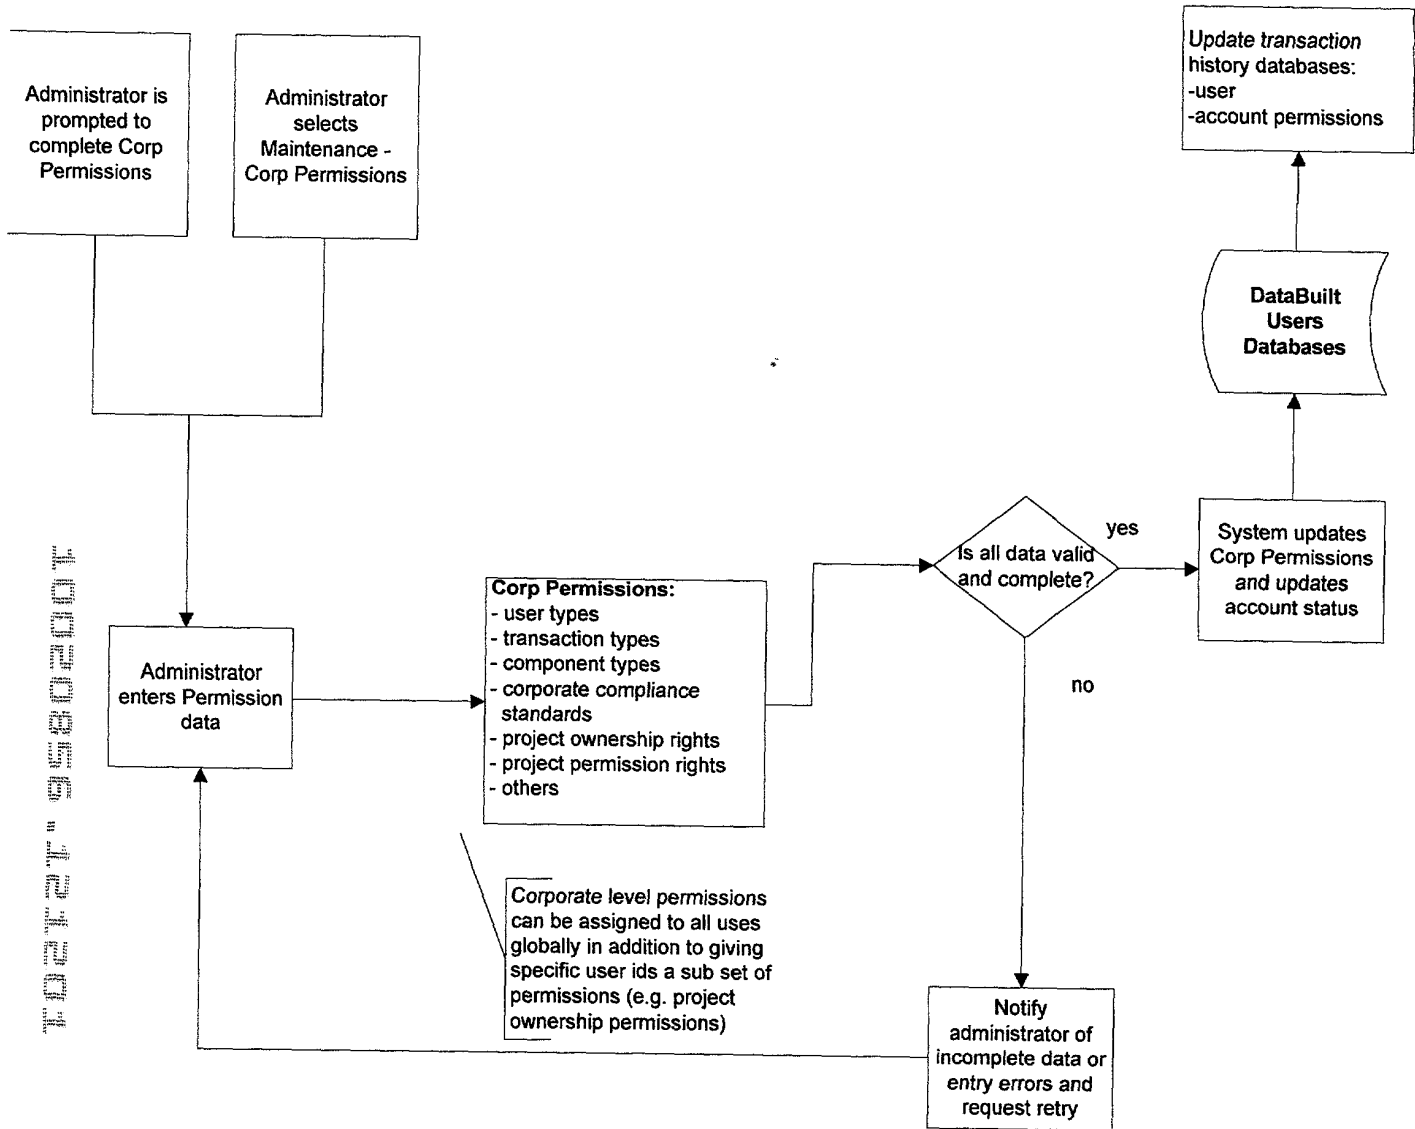 Administrator is
prompted to
complete Corp
Permissions
Administrator
selects
Maintenance -
Corp Permissions
Update transaction
history databases:
-user
-account permissions
DataBuilt
Users
Databases
Is all data valid
and complete?
yes
no
System updates
Corp Permissions
and updates
account status
Administrator
enters Permission
data
Corp Permissions:
- user types
- transaction types
- component types
- corporate compliance
standards
- project ownership rights
- project permission rights
- others
Corporate level permissions
can be assigned to all uses
globally in addition to giving
specific user ids a sub set of
permissions (e.g. project
ownership permissions)
Notify
administrator of
incomplete data or
entry errors and
request retry
10020856.121201